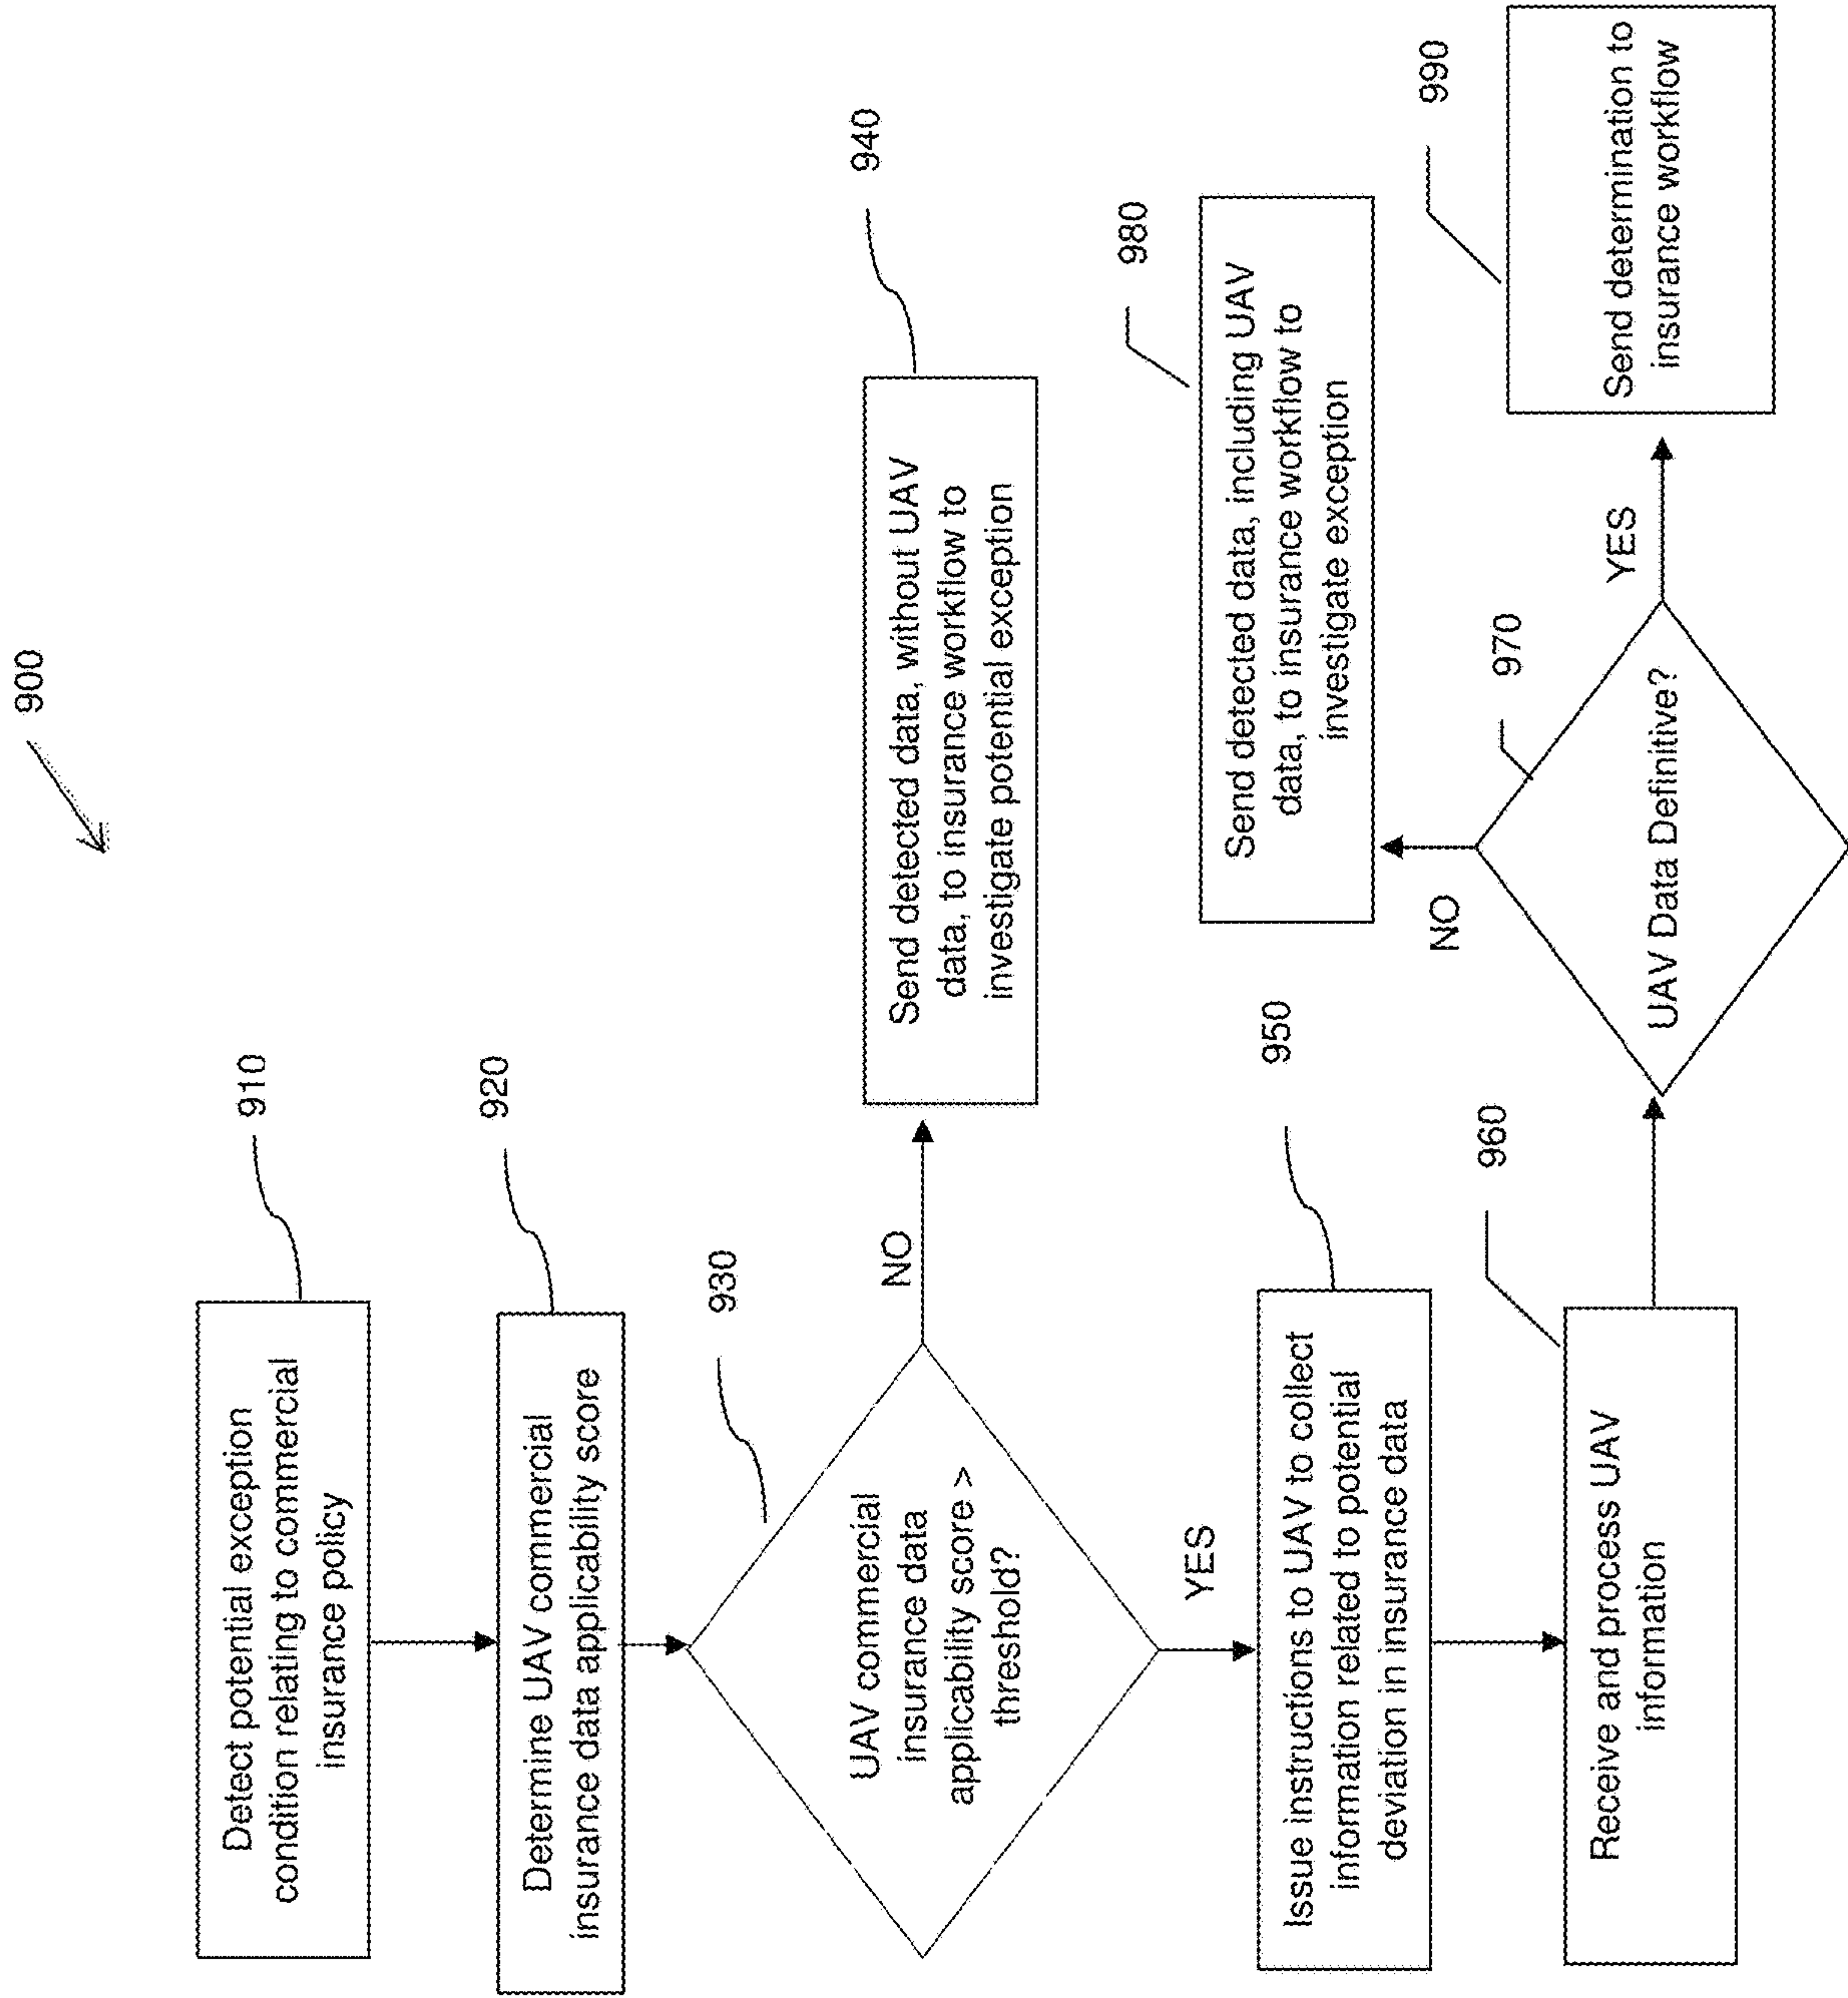 900
910
Detect potential exception
condition relating to commercial
insurance policy
920
Determine UAV commercial
insurance data applicability score
930
UAV commercial
insurance data
applicability score >
threshold?
NO
940
Send detected data, without UAV
data, to insurance workflow to
investigate potential exception
YES
950
Issue instructions to UAV to collect
information related to potential
deviation in insurance data
960
Receive and process UAV
information
970
UAV Data Definitive?
NO
980
Send detected data, including UAV
data, to insurance workflow to
investigate exception
YES
990
Send determination to
insurance workflow